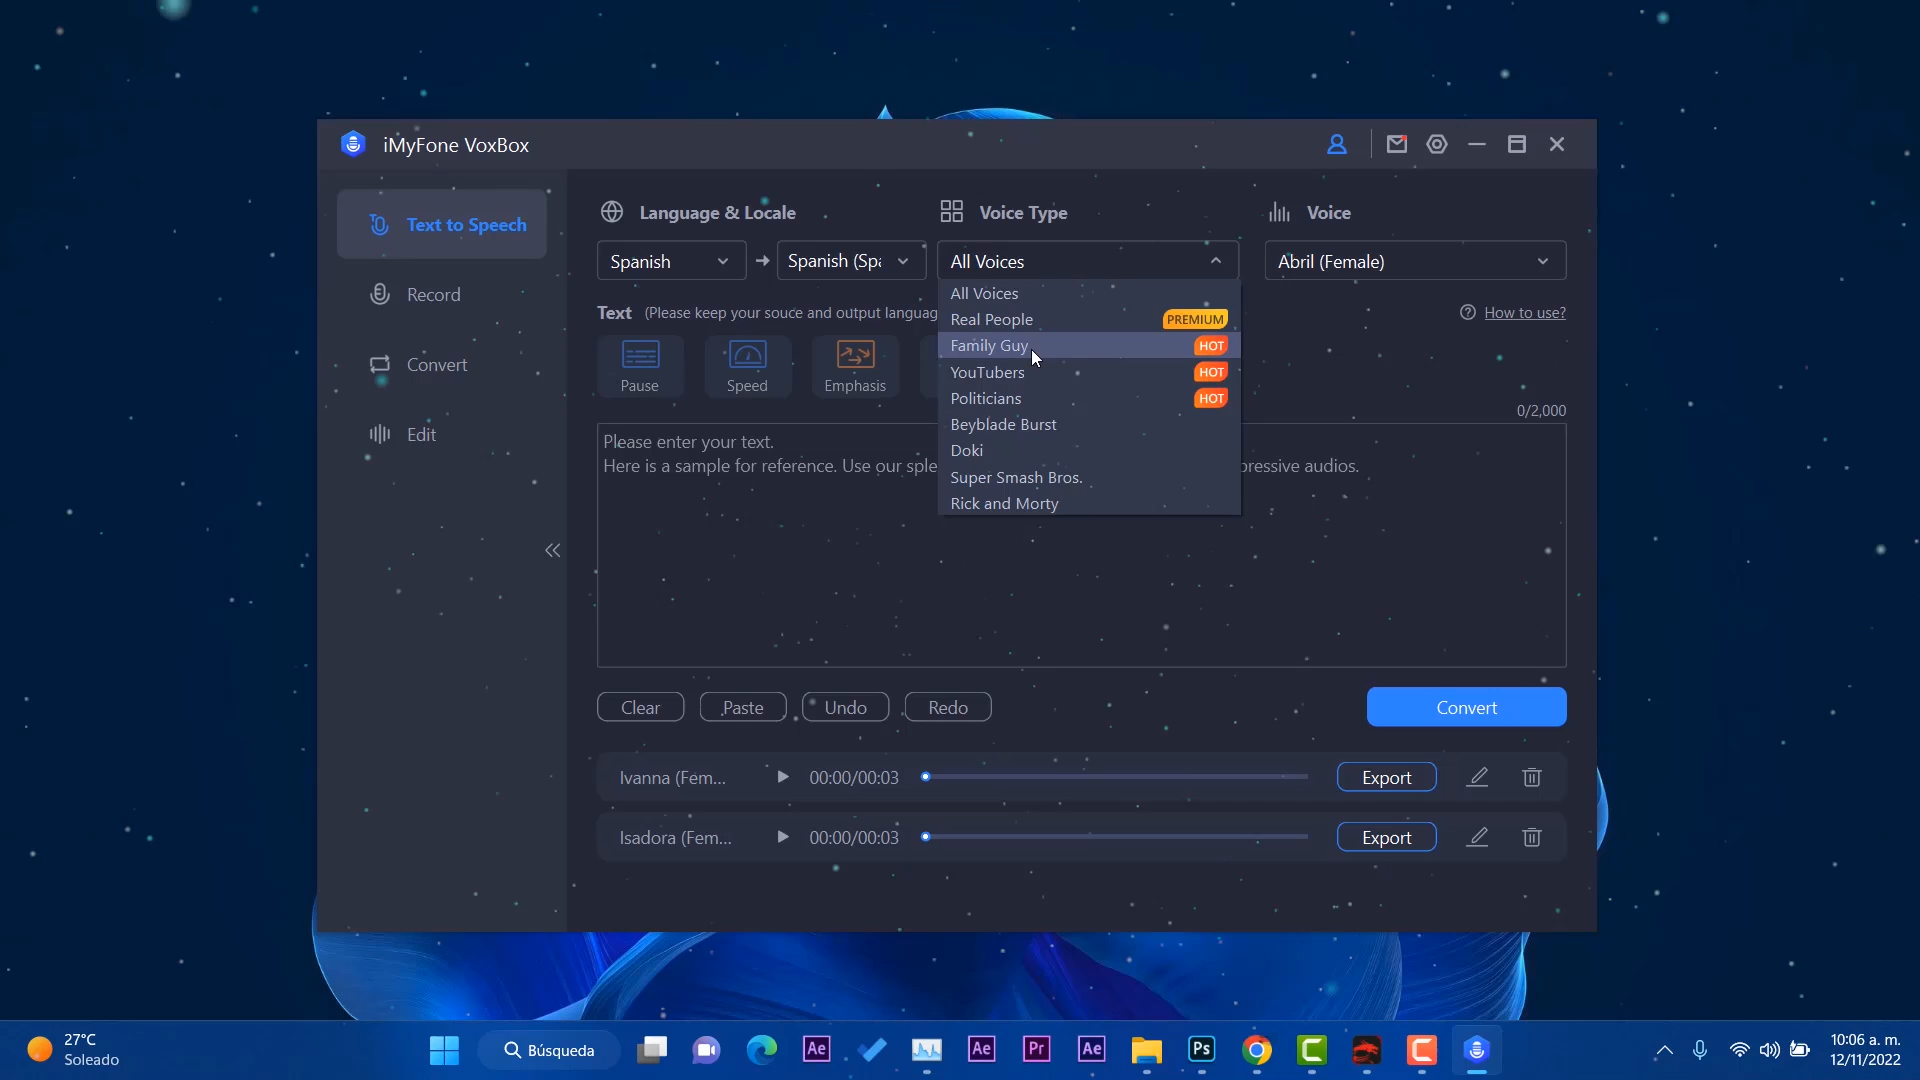 iMyFone VoxBox
Text to Speech
Record
Convert
Edit
Language & Locale
Voice Type
Voice
Spanish
Spanish (Spa
All Voices
Abril (Female)
Text (Please keep your souce and output languag
How to use?
All Voices
Real People PREMIUM
Family Guy HOT
YouTubers HOT
Politicians HOT
Beyblade Burst
Doki
Super Smash Bros.
Rick and Morty
Pause
Speed
Emphasis
0/2,000
Please enter your text.
Here is a sample for reference. Use our sple
pressive audios.
Clear
Paste
Undo
Redo
Convert
Ivanna (Fem... 00:00/00:03 Export
Isadora (Fem... 00:00/00:03 Export
27°C
Soleado
Búsqueda
Ae
Ae
Pr
Ae
Ps
10:06 a. m.
12/11/2022